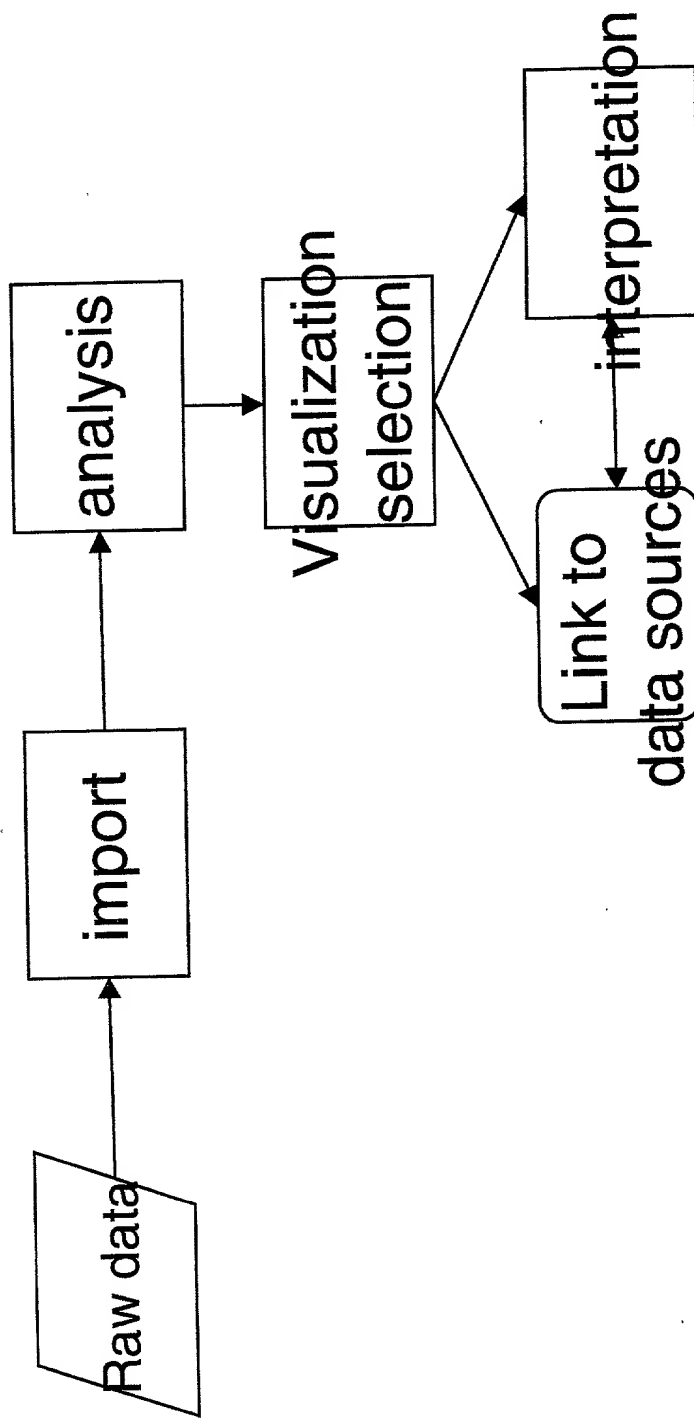 Raw data
import
analysis
Visualization
selection
Link to
data sources
interpretation